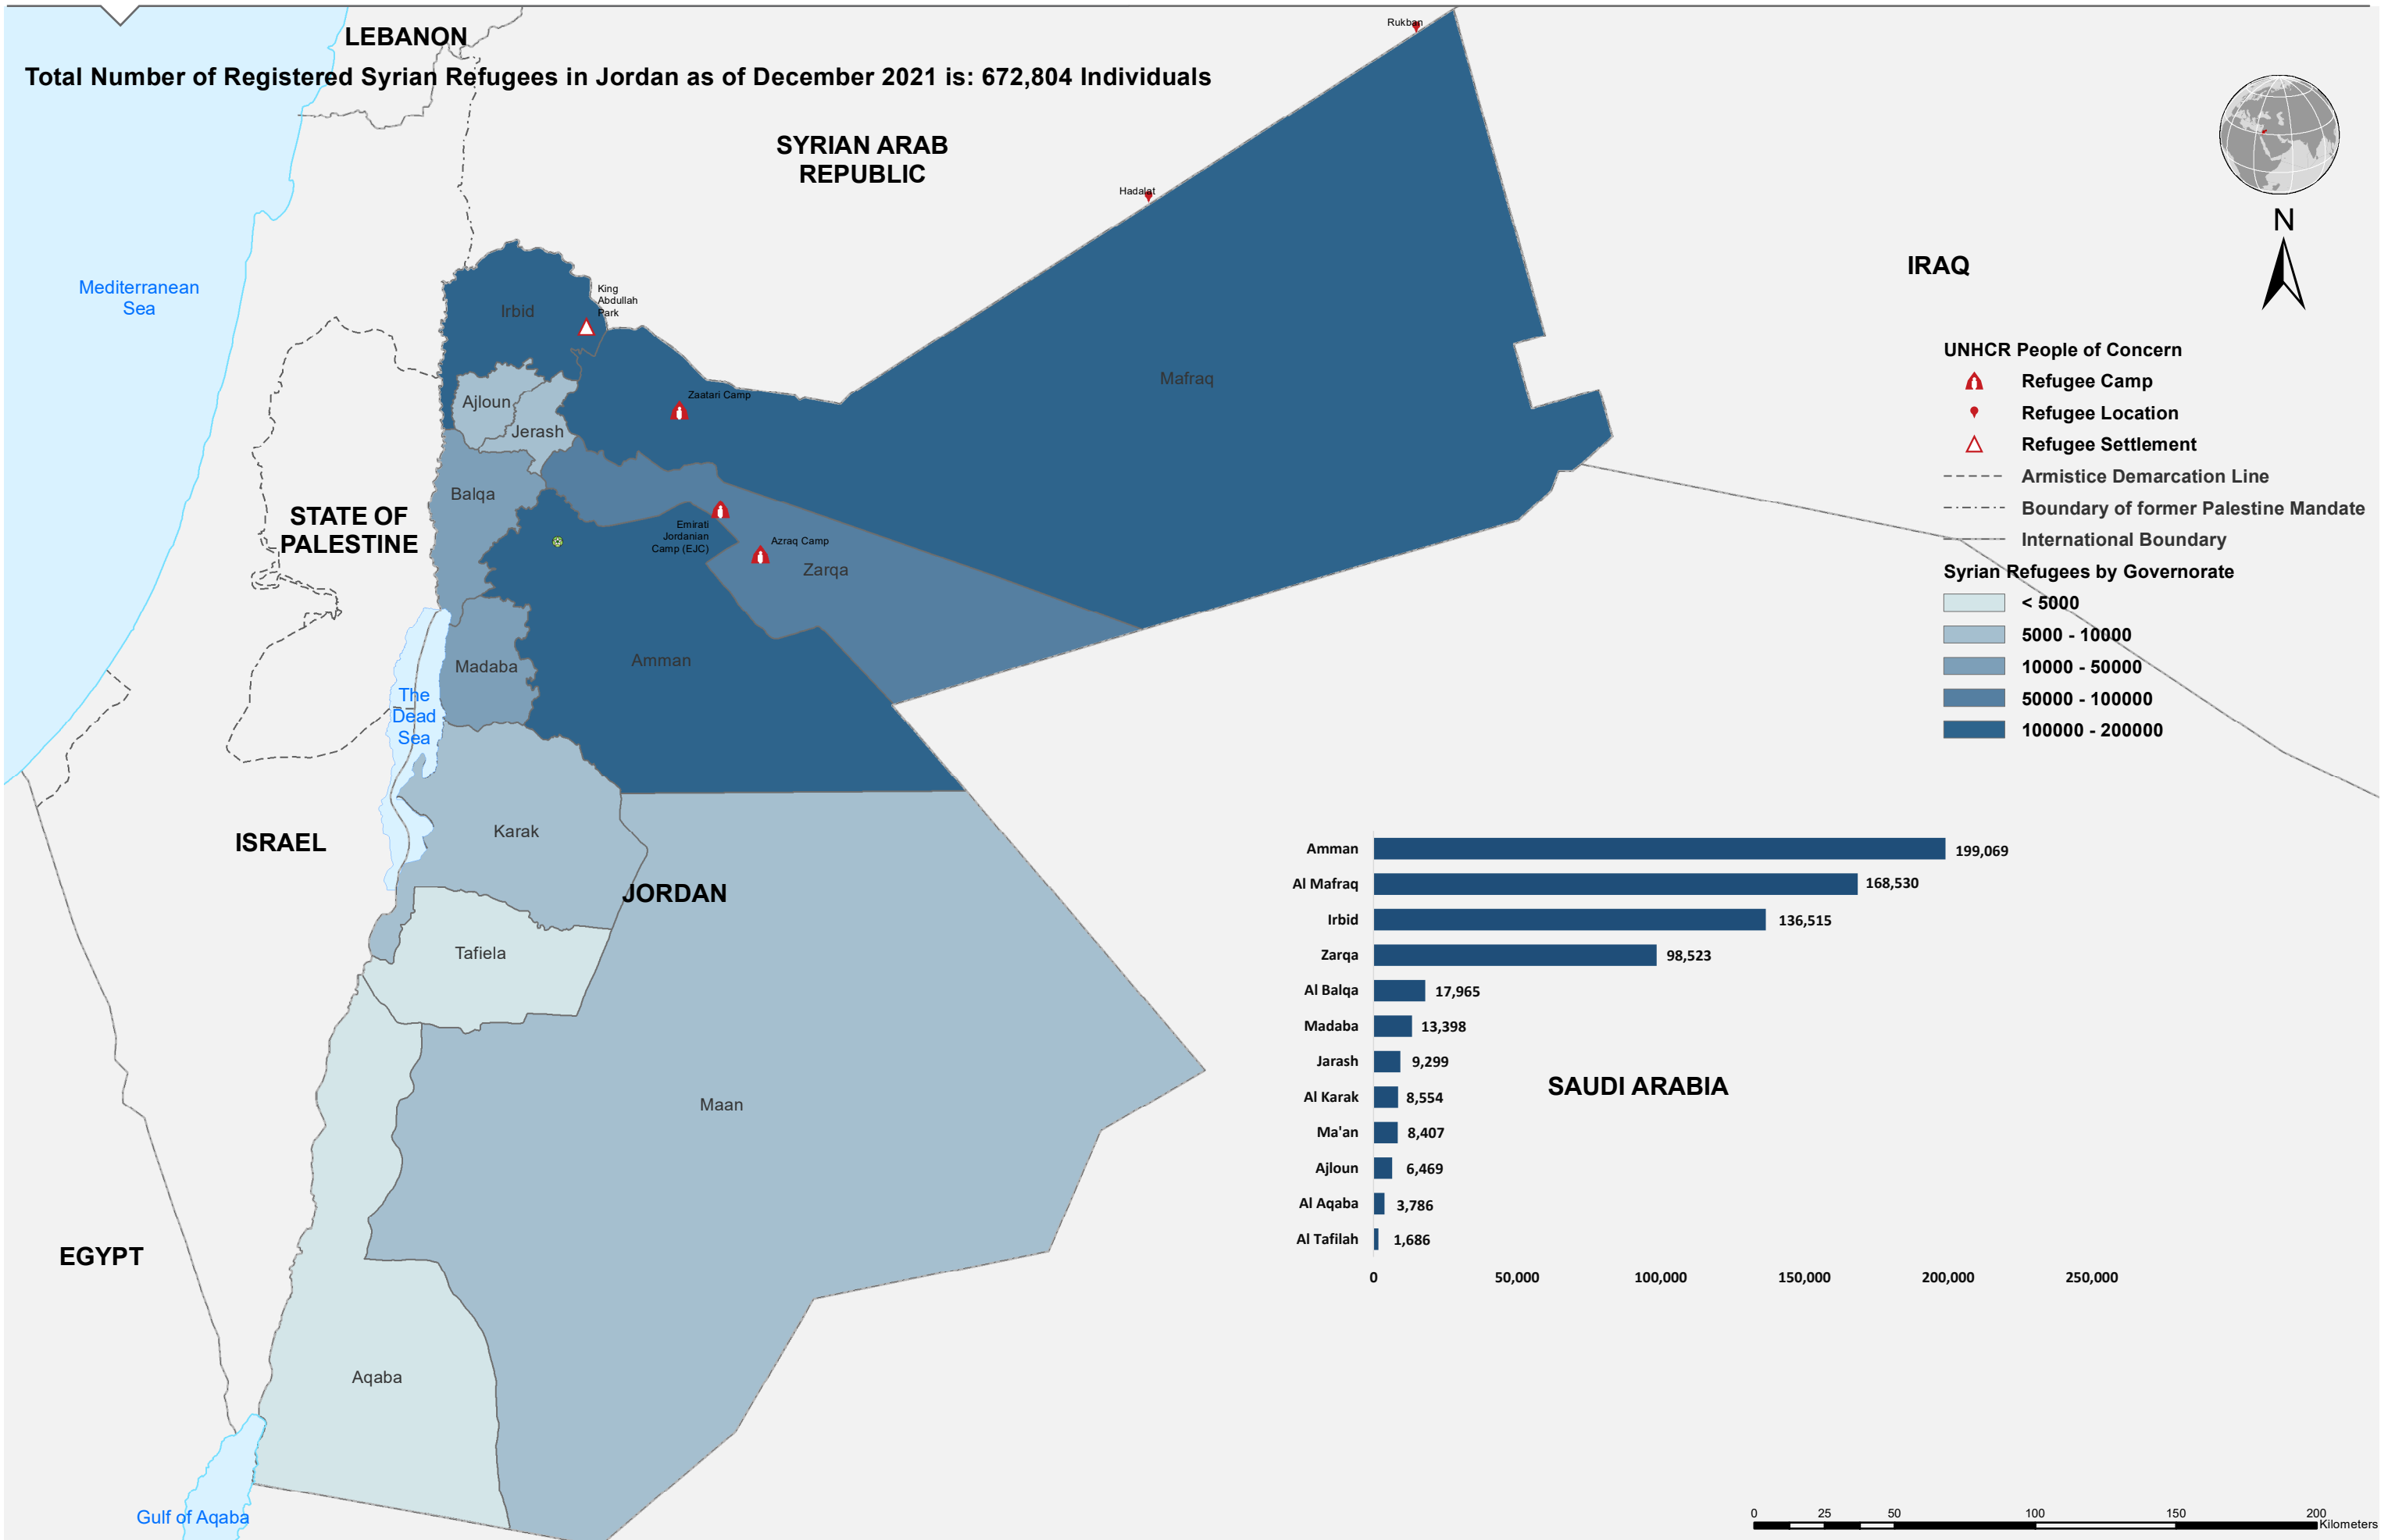 LEBANON
Total Number of Registered Syrian Refugees in Jordan as of December 2021 is: 672,804 Individuals
SYRIAN ARAB
REPUBLIC
Rukban
Hadalat
N
IRAQ
Mediterranean
Sea
Irbid
King
Abdullah
Park
Mafraq
Ajloun
Jerash
Zaatari Camp
Balqa
STATE OF
PALESTINE
Emirati
Jordanian
Camp (EJC)
Azraq Camp
Zarqa
Amman
Madaba
The
Dead
Sea
UNHCR People of Concern
Refugee Camp
Refugee Location
Refugee Settlement
Armistice Demarcation Line
Boundary of former Palestine Mandate
International Boundary
Syrian Refugees by Governorate
< 5000
5000 - 10000
10000 - 50000
50000 - 100000
100000 - 200000
Karak
ISRAEL
JORDAN
Tafiela
Maan
EGYPT
Aqaba
Gulf of Aqaba
Amman 199,069
Al Mafraq 168,530
Irbid 136,515
Zarqa 98,523
Al Balqa 17,965
Madaba 13,398
Jarash 9,299
Al Karak 8,554
Ma'an 8,407
Ajloun 6,469
Al Aqaba 3,786
Al Tafilah 1,686
0 50,000 100,000 150,000 200,000 250,000
SAUDI ARABIA
0 25 50 100 150 200
Kilometers